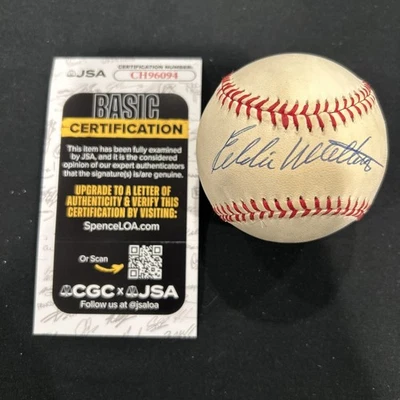 JSA
CERTIFICATION NUMBER:
CH96094
BASIC
CERTIFICATION
This item has been fully examined
by JSA, and it is the considered
opinion of our expert authenticators
that the signature(s) is/are genuine.
UPGRADE TO A LETTER OF
AUTHENTICITY & VERIFY THIS
CERTIFICATION BY VISITING:
SpenceLOA.com
Or Scan
CGC x JSA
Follow us at @jsaloa
Eddie Mathews